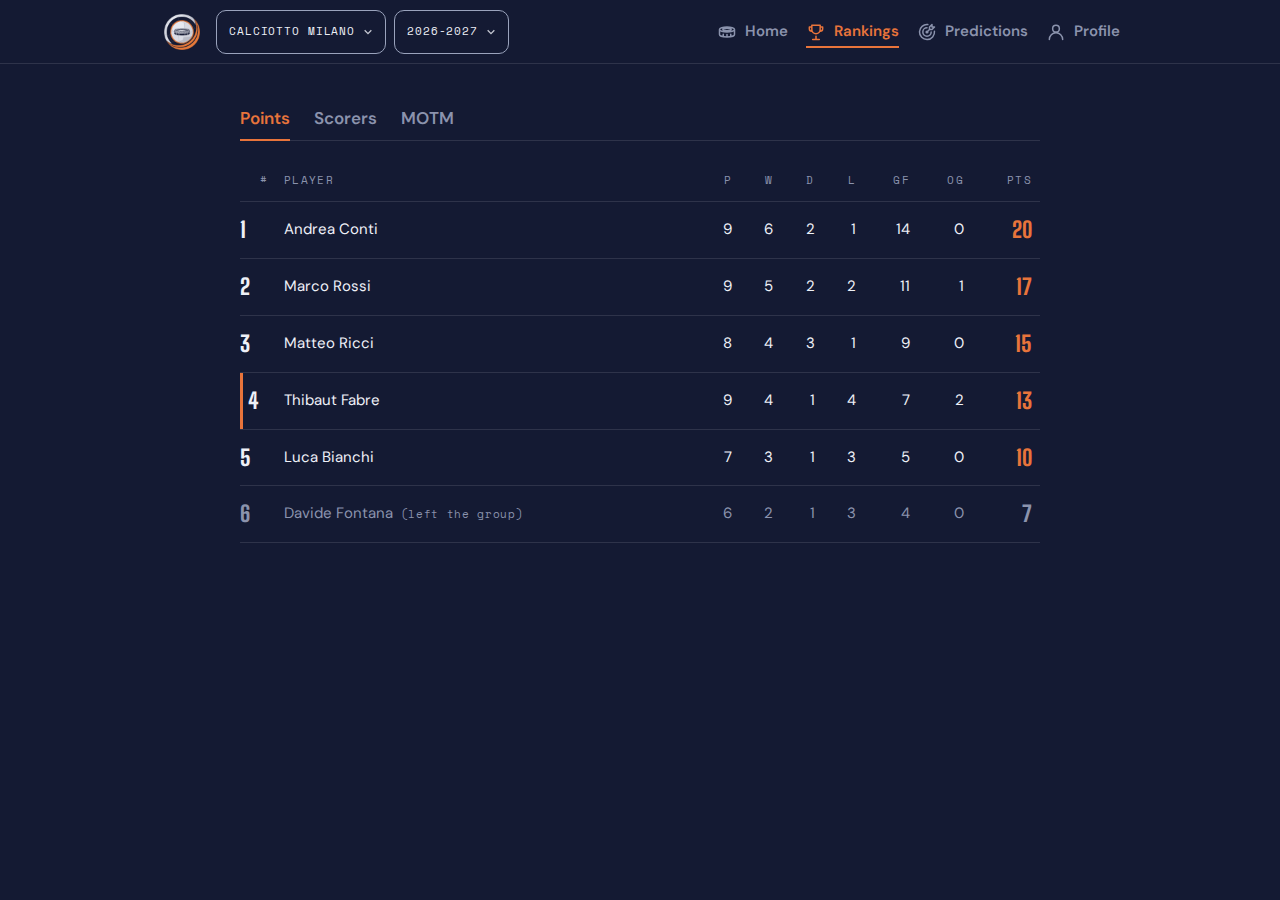 CALCIOTTO MILANO 2026-2027 Home Rankings Predictions Profile
Points Scorers MOTM
# PLAYER P W D L GF OG PTS
1 Andrea Conti 9 6 2 1 14 0 20
2 Marco Rossi 9 5 2 2 11 1 17
3 Matteo Ricci 8 4 3 1 9 0 15
4 Thibaut Fabre 9 4 1 4 7 2 13
5 Luca Bianchi 7 3 1 3 5 0 10
6 Davide Fontana (left the group) 6 2 1 3 4 0 7